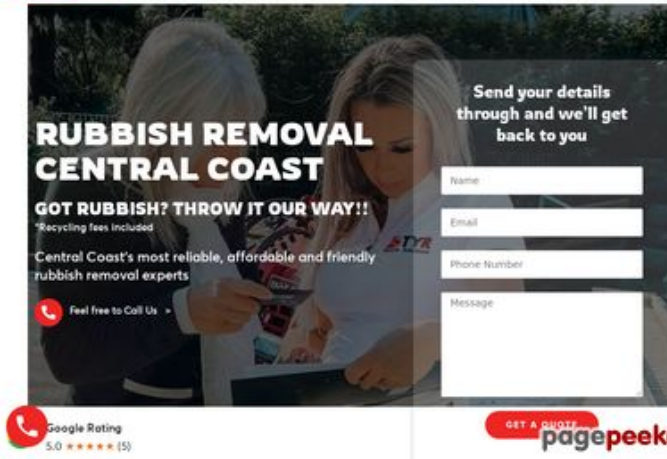 RUBBISH REMOVAL
CENTRAL COAST
GOT RUBBISH? THROW IT OUR WAY!!
*Recycling fees included
Central Coast's most reliable, affordable and friendly
rubbish removal experts
Feel free to Call Us »
Send your details
through and we'll get
back to you
Name
Email
Phone Number
Message
GET A QUOTE
TYR
Google Rating
5.0 ★★★★★ (5)
pagepeek